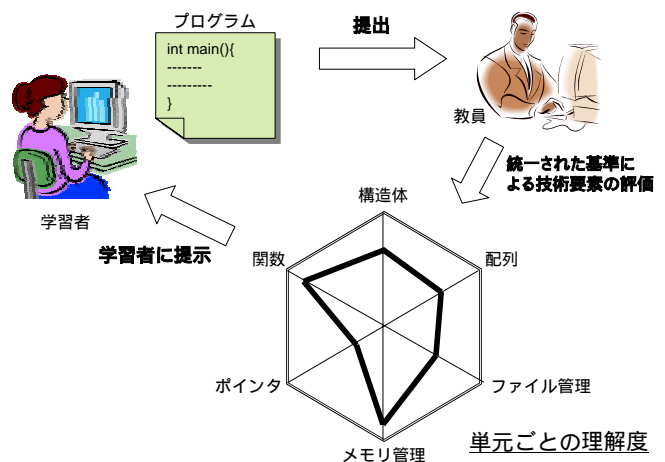 プログラム
int main(){
-------
---------
}
提出
教員
学習者
統一された基準に
よる技術要素の評価
学習者に提示
構造体
関数
配列
ポインタ
ファイル管理
メモリ管理
単元ごとの理解度